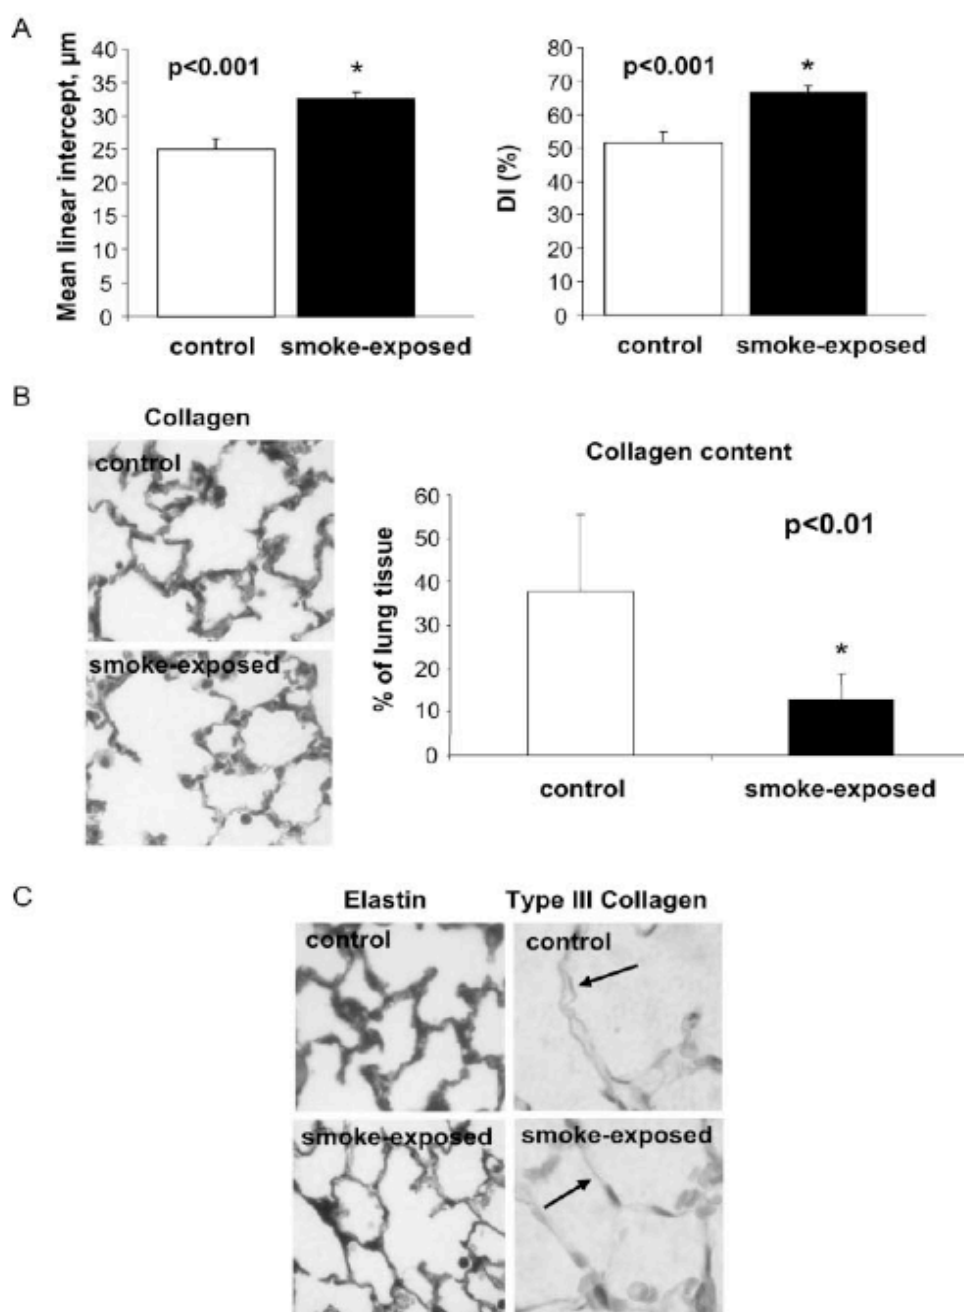 A
Mean linear intercept, µm
40
35
30
25
20
15
10
5
0
p<0.001
*
control
smoke-exposed
DI (%)
80
70
60
50
40
30
20
10
0
p<0.001
*
control
smoke-exposed
B
Collagen
control
smoke-exposed
Collagen content
% of lung tissue
60
50
40
30
20
10
0
p<0.01
*
control
smoke-exposed
C
Elastin
Type III Collagen
control
control
smoke-exposed
smoke-exposed